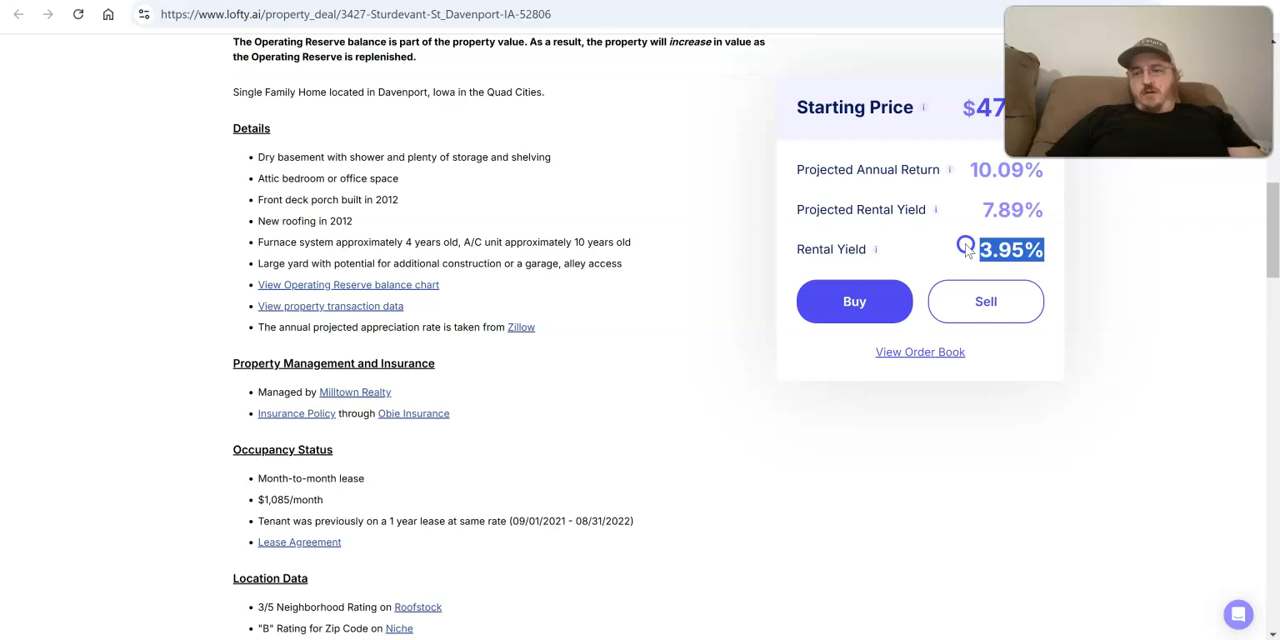 https://www.lofty.ai/property_deal/3427-Sturdevant-St_Davenport-IA-52806
The Operating Reserve balance is part of the property value. As a result, the property will increase in value as
the Operating Reserve is replenished.
Single Family Home located in Davenport, Iowa in the Quad Cities.
Details
• Dry basement with shower and plenty of storage and shelving
• Attic bedroom or office space
• Front deck porch built in 2012
• New roofing in 2012
• Furnace system approximately 4 years old, A/C unit approximately 10 years old
• Large yard with potential for additional construction or a garage, alley access
• View Operating Reserve balance chart
• View property transaction data
• The annual projected appreciation rate is taken from Zillow
Property Management and Insurance
• Managed by Milltown Realty
• Insurance Policy through Obie Insurance
Occupancy Status
• Month-to-month lease
• $1,085/month
• Tenant was previously on a 1 year lease at same rate (09/01/2021 - 08/31/2022)
• Lease Agreement
Location Data
• 3/5 Neighborhood Rating on Roofstock
• "B" Rating for Zip Code on Niche
Starting Price $47
Projected Annual Return 10.09%
Projected Rental Yield 7.89%
Rental Yield 3.95%
Buy Sell
View Order Book